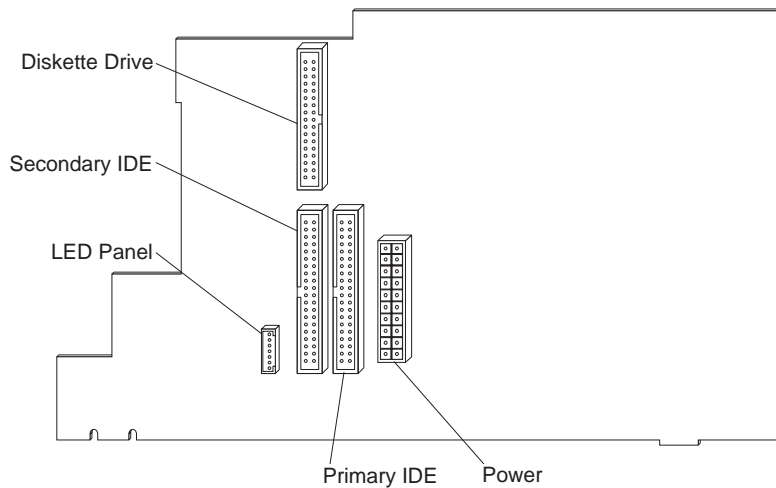 Diskette Drive
Secondary IDE
LED Panel
Primary IDE
Power